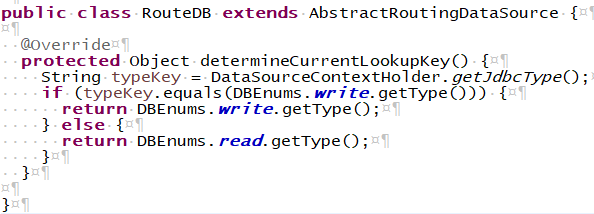 public class RouteDB extends AbstractRoutingDataSource {

  @Override
  protected Object determineCurrentLookupKey() {
    String typeKey = DataSourceContextHolder.getJdbcType();
    if (typeKey.equals(DBEnums.write.getType())) {
      return DBEnums.write.getType();
    } else {
      return DBEnums.read.getType();
    }
  }

}